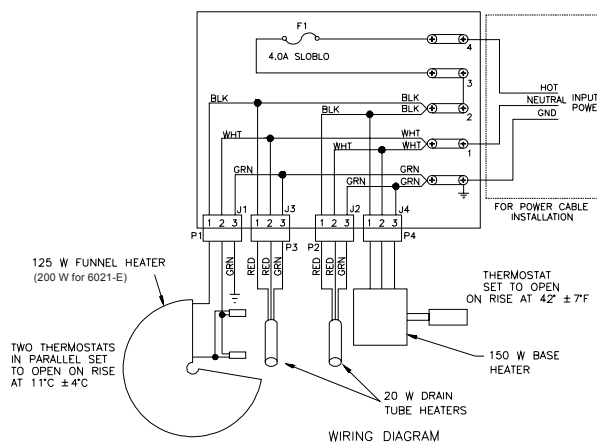 F1
4.0A SLOBLO
4
3
HOT
NEUTRAL INPUT
POWE
GND
BLK BLK
BLK BLK
2
WHT
WHT WHT
WHT
1
GRN GRN
GRN GRN
J1 J3 J2 J4
1 2 3 1 2 3 1 2 3 1 2 3
P1 P3 P2 P4
FOR POWER CABLE
INSTALLATION
RED RED GRN RED RED GRN
125 W FUNNEL HEATER
(200 W for 6021-E)
GRN
THERMOSTAT
SET TO OPEN
ON RISE AT 42° ±7°F
TWO THERMOSTATS
IN PARALLEL SET
TO OPEN ON RISE
AT 11°C ±4°C
150 W BASE
HEATER
20 W DRAIN
TUBE HEATERS
WIRING DIAGRAM